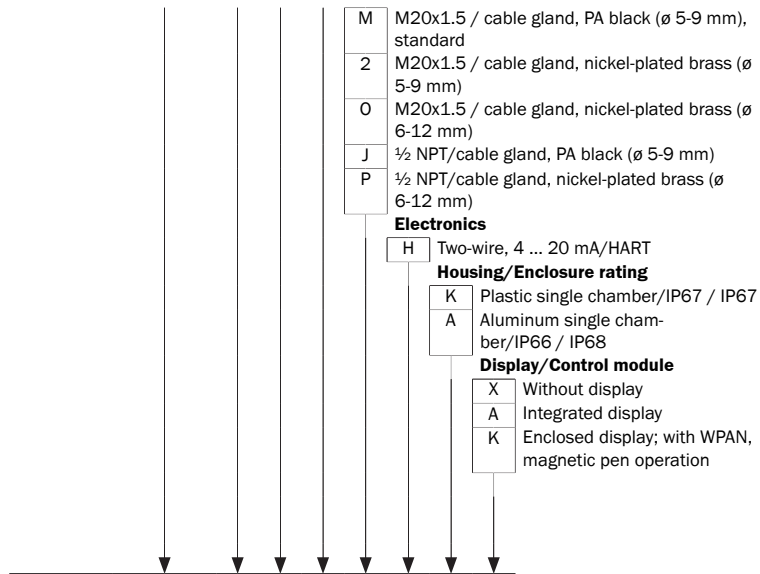 M M20x1.5 / cable gland, PA black (ø 5-9 mm),
standard
2 M20x1.5 / cable gland, nickel-plated brass (ø
5-9 mm)
O M20x1.5 / cable gland, nickel-plated brass (ø
6-12 mm)
J ½ NPT/cable gland, PA black (ø 5-9 mm)
P ½ NPT/cable gland, nickel-plated brass (ø
6-12 mm)
Electronics
H Two-wire, 4 ... 20 mA/HART
Housing/Enclosure rating
K Plastic single chamber/IP67 / IP67
A Aluminum single cham-
ber/IP66 / IP68
Display/Control module
X Without display
A Integrated display
K Enclosed display; with WPAN,
magnetic pen operation